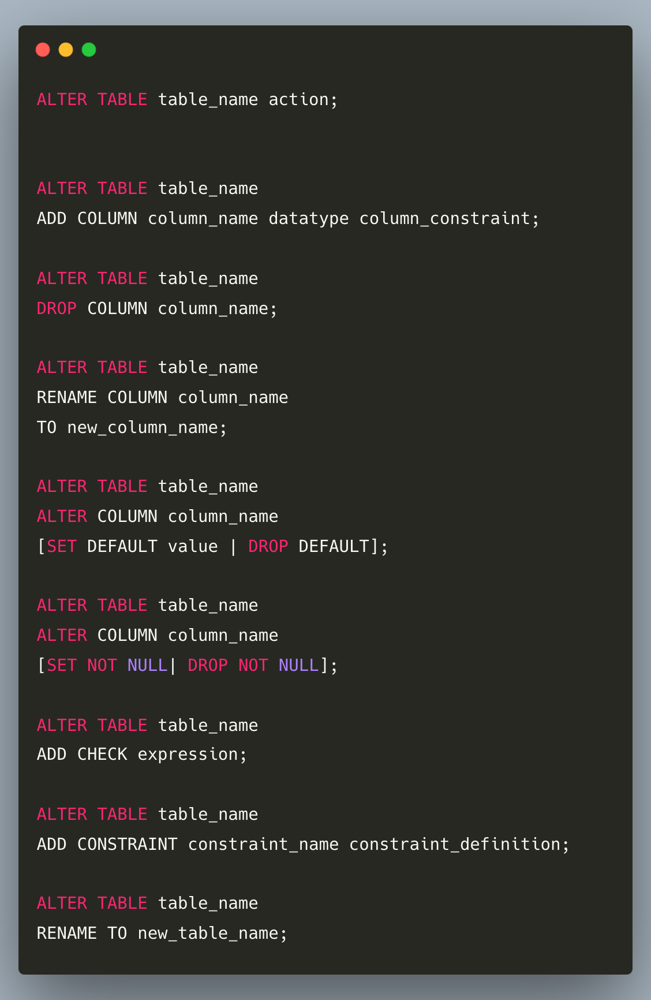 ALTER TABLE table_name action;
ALTER TABLE table_name
ADD COLUMN column_name datatype column_constraint;
ALTER TABLE table_name
DROP COLUMN column_name;
ALTER TABLE table_name
RENAME COLUMN column_name
TO new_column_name;
ALTER TABLE table_name
ALTER COLUMN column_name
[SET DEFAULT value | DROP DEFAULT];
ALTER TABLE table_name
ALTER COLUMN column_name
[SET NOT NULL| DROP NOT NULL];
ALTER TABLE table_name
ADD CHECK expression;
ALTER TABLE table_name
ADD CONSTRAINT constraint_name constraint_definition;
ALTER TABLE table_name
RENAME TO new_table_name;